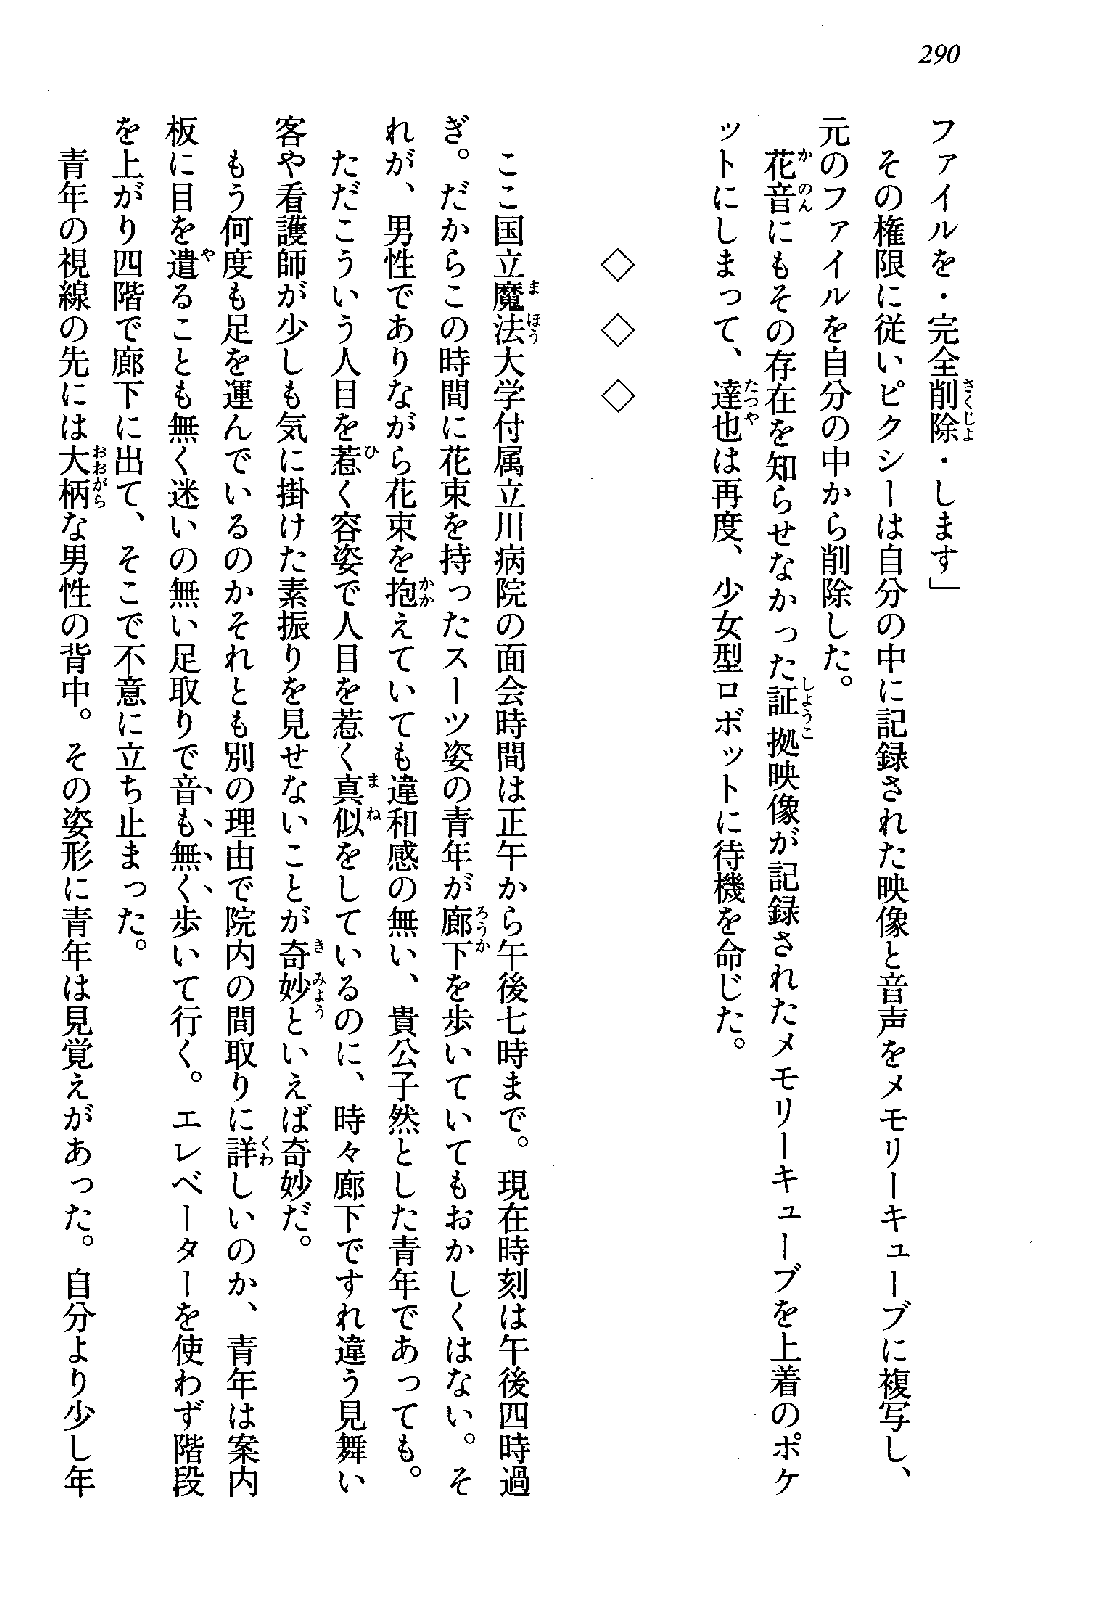 290
ファイルを・完全削除・します」
　その権限に従いピクシーは自分の中に記録された映像と音声をメモリーキューブに複写し、
元のファイルを自分の中から削除した。
　花音にもその存在を知らせなかった証拠映像が記録されたメモリーキューブを上着のポケ
ットにしまって、達也は再度、少女型ロボットに待機を命じた。
◇　◇　◇
　ここ国立魔法大学付属立川病院の面会時間は正午から午後七時まで。現在時刻は午後四時過
ぎ。だからこの時間に花束を持ったスーツ姿の青年が廊下を歩いていてもおかしくはない。そ
れが、男性でありながら花束を抱えていても違和感の無い、貴公子然とした青年であっても。
　ただこういう人目を惹く容姿で人目を惹く真似をしているのに、時々廊下ですれ違う見舞い
客や看護師が少しも気に掛けた素振りを見せないことが奇妙といえば奇妙だ。
　もう何度も足を運んでいるのかそれとも別の理由で院内の間取りに詳しいのか、青年は案内
板に目を遣ることも無く迷いの無い足取りで音も無く歩いて行く。エレベーターを使わず階段
を上がり四階で廊下に出て、そこで不意に立ち止まった。
　青年の視線の先には大柄な男性の背中。その姿形に青年は見覚えがあった。自分より少し年